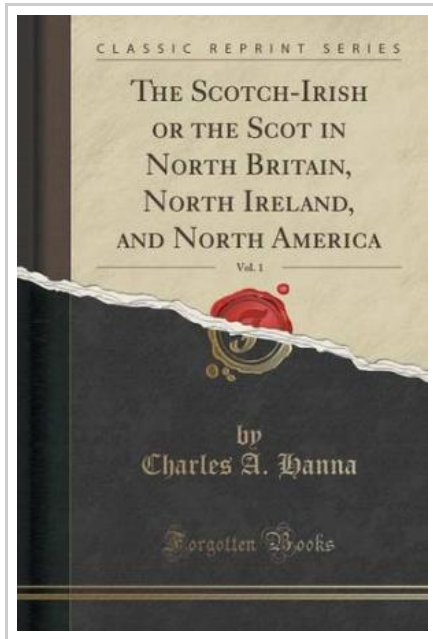 CLASSIC REPRINT SERIES
THE SCOTCH-IRISH
OR THE SCOT IN
NORTH BRITAIN,
NORTH IRELAND,
AND NORTH AMERICA
Vol. 1
by
Charles A. Hanna
Forgotten Books